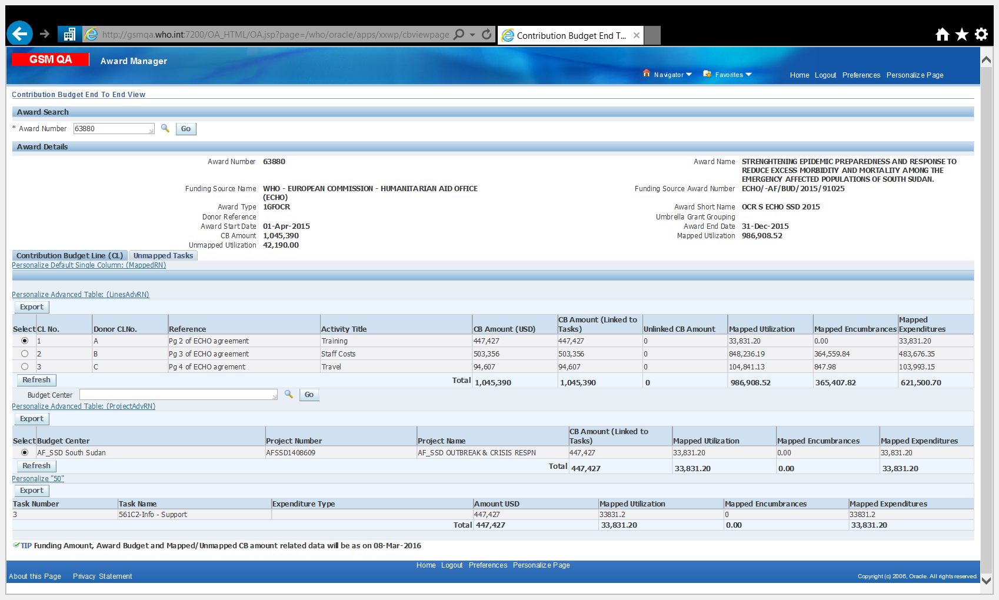 http://gsmqa.who.int:7200/OA_HTML/OA.jsp?page=/who/oracle/apps/xxwp/cbviewpage
Contribution Budget End T...
GSM QA
Award Manager
Navigator
Favorites
Home Logout Preferences Personalize Page
Contribution Budget End To End View
Award Search
* Award Number 63880 Go
Award Details
Award Number 63880
Award Name STRENGHTENING EPIDEMIC PREPAREDNESS AND RESPONSE TO
REDUCE EXCESS MORBIDITY AND MORTALITY AMONG THE
EMERGENCY AFFECTED POPULATIONS OF SOUTH SUDAN.
Funding Source Name WHO - EUROPEAN COMMISSION - HUMANITARIAN AID OFFICE
(ECHO)
Funding Source Award Number ECHO/-AF/BUD/2015/91025
Award Type 1GFOCR
Award Short Name OCR S ECHO SSD 2015
Donor Reference
Umbrella Grant Grouping
Award Start Date 01-Apr-2015
Award End Date 31-Dec-2015
CB Amount 1,045,390
Mapped Utilization 986,908.52
Unmapped Utilization 42,190.00
Contribution Budget Line (CL) Unmapped Tasks
Personalize Default Single Column: (MappedRN)
Personalize Advanced Table: (LinesAdvRN)
Export
Select CL No. Donor CLNo. Reference Activity Title CB Amount (USD) CB Amount (Linked to Tasks) Unlinked CB Amount Mapped Utilization Mapped Encumbrances Mapped Expenditures
1 A Pg 2 of ECHO agreement Training 447,427 447,427 0 33,831.20 0.00 33,831.20
2 B Pg 3 of ECHO agreement Staff Costs 503,356 503,356 0 848,236.19 364,559.84 483,676.35
3 C Pg 4 of ECHO agrement Travel 94,607 94,607 0 104,841.13 847.98 103,993.15
Refresh Total 1,045,390 1,045,390 0 986,908.52 365,407.82 621,500.70
Budget Center Go
Personalize Advanced Table: (ProjectAdvRN)
Export
Select Budget Center Project Number Project Name CB Amount (Linked to Tasks) Mapped Utilization Mapped Encumbrances Mapped Expenditures
AF_SSD South Sudan AFSSD1408609 AF_SSD OUTBREAK & CRISIS RESPN 447,427 33,831.20 0.00 33,831.20
Refresh Total 447,427 33,831.20 0.00 33,831.20
Personalize "50"
Export
Task Number Task Name Expenditure Type Amount USD Mapped Utilization Mapped Encumbrances Mapped Expenditures
3 561C2-Info - Support 447,427 33831.2 0 33831.2
Total 447,427 33,831.20 0.00 33,831.20
TIP Funding Amount, Award Budget and Mapped/Unmapped CB amount related data will be as on 08-Mar-2016
Home Logout Preferences Personalize Page
About this Page Privacy Statement
Copyright (c) 2006, Oracle. All rights reserved.